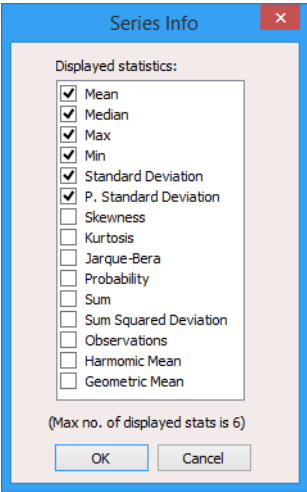 Series Info
Displayed statistics:
Mean
Median
Max
Min
Standard Deviation
P. Standard Deviation
Skewness
Kurtosis
Jarque-Bera
Probability
Sum
Sum Squared Deviation
Observations
Harmomic Mean
Geometric Mean
(Max no. of displayed stats is 6)
OK Cancel